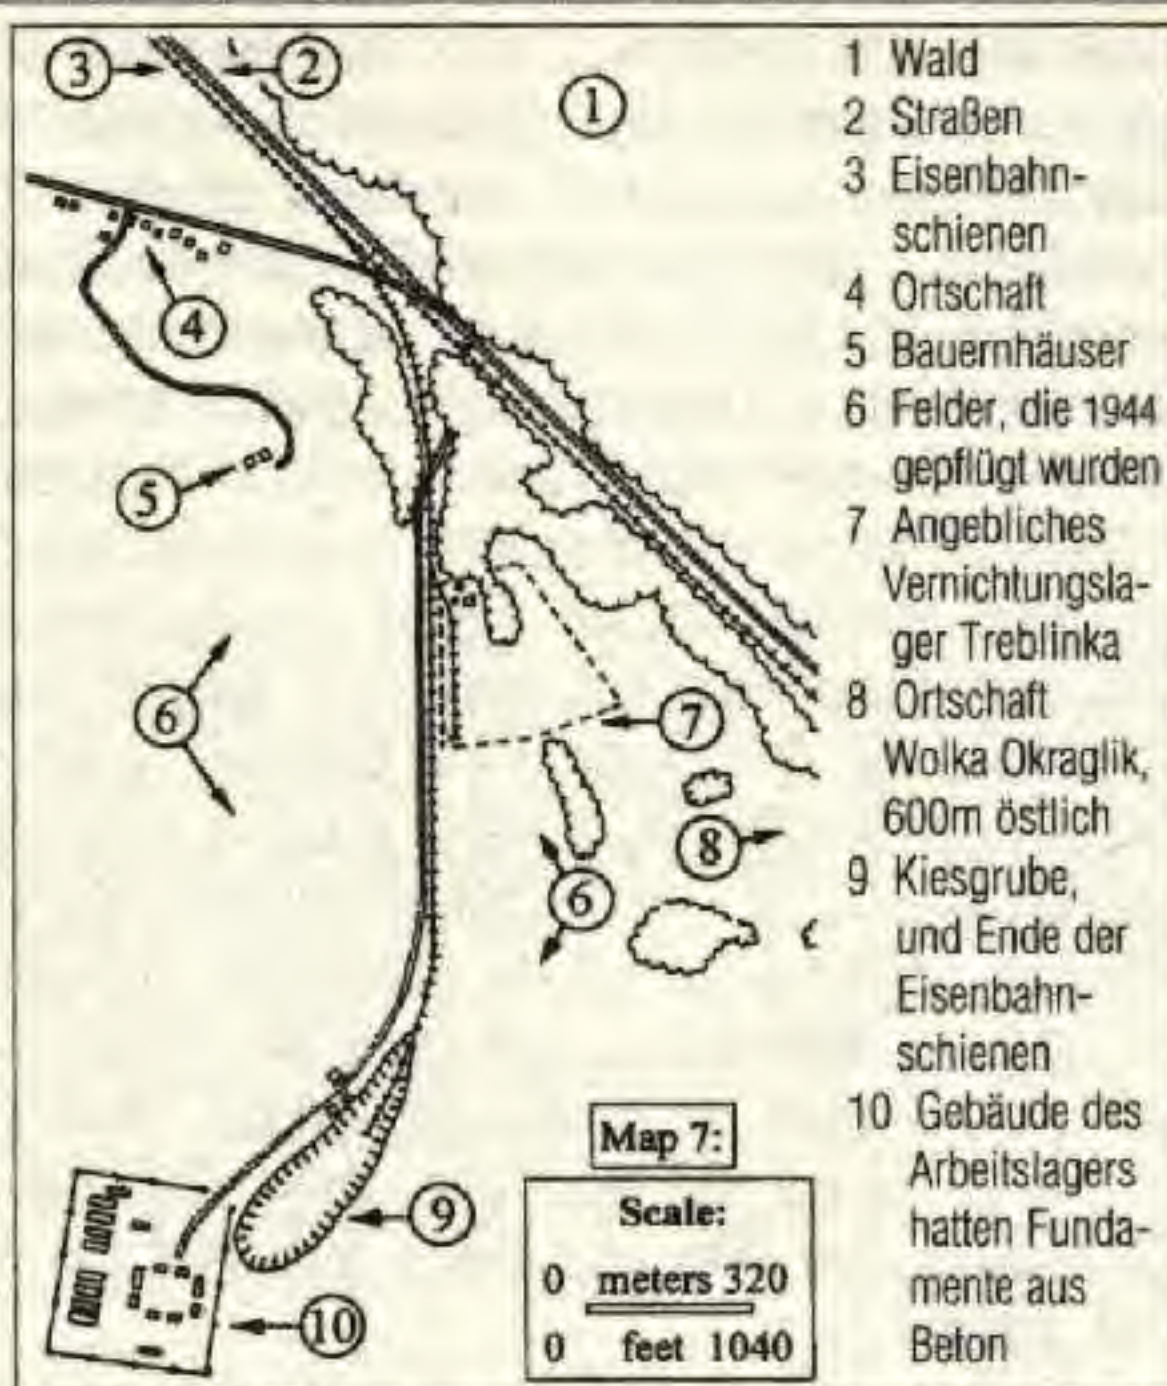 3
2
1
4
5
6
7
8
6
9
10
Map 7:
Scale:
0 meters 320
0 feet 1040
1 Wald
2 Straßen
3 Eisenbahn-
schienen
4 Ortschaft
5 Bauernhäuser
6 Felder, die 1944
gepflügt wurden
7 Angebliches
Vernichtungsla-
ger Treblinka
8 Ortschaft
Wolka Okraglik,
600m östlich
9 Kiesgrube,
und Ende der
Eisenbahn-
schienen
10 Gebäude des
Arbeitslagers
hatten Funda-
mente aus
Beton